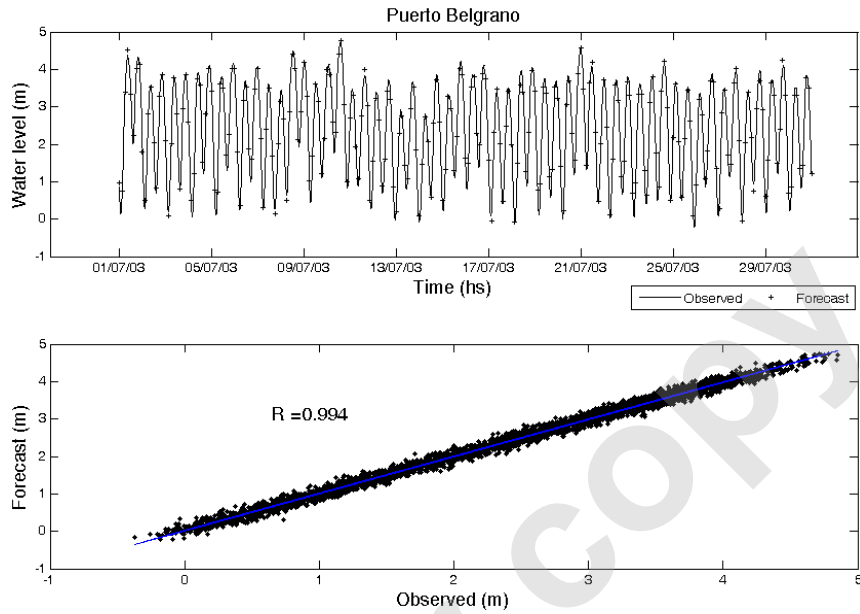 Puerto Belgrano
Water level (m)
5
4
3
2
1
0
-1
01/07/03 05/07/03 09/07/03 13/07/03 17/07/03 21/07/03 25/07/03 29/07/03
Time (hs)
Observed + Forecast
Forecast (m)
5
4
3
2
1
0
-1
R =0.994
-1 0 1 2 3 4 5
Observed (m)
copy